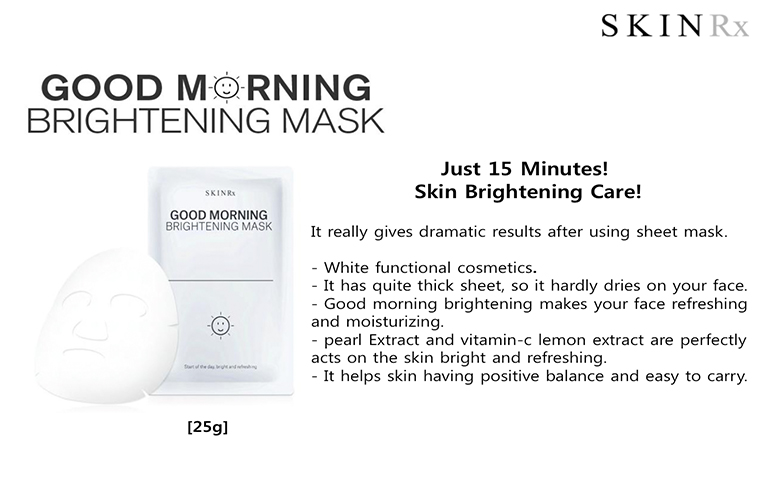 SKINRx
GOOD MORNING
BRIGHTENING MASK
SKINRx
GOOD MORNING
BRIGHTENING MASK
Start of the day, bright and refreshing
[25g]
Just 15 Minutes!
Skin Brightening Care!
It really gives dramatic results after using sheet mask.
- White functional cosmetics.
- It has quite thick sheet, so it hardly dries on your face.
- Good morning brightening makes your face refreshing
and moisturizing.
- pearl Extract and vitamin-c lemon extract are perfectly
acts on the skin bright and refreshing.
- It helps skin having positive balance and easy to carry.